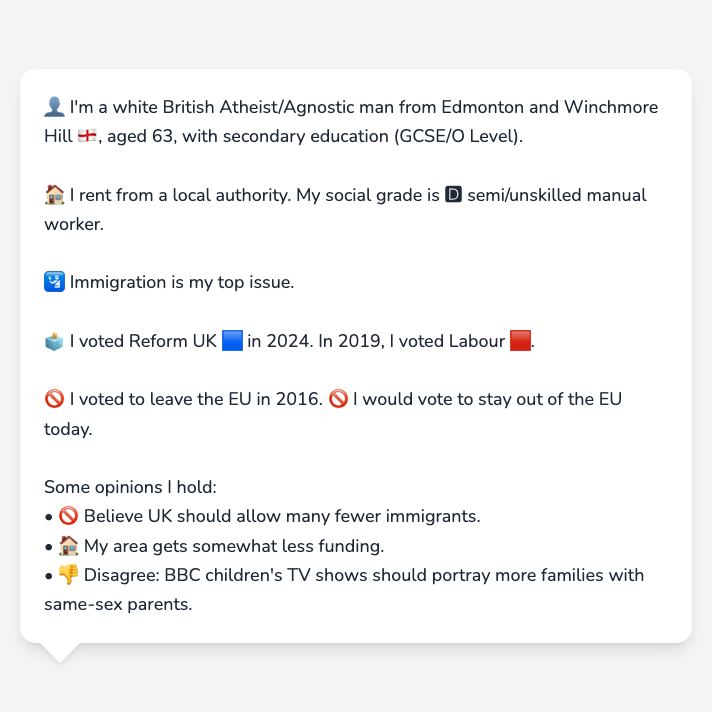 👤 I'm a white British Atheist/Agnostic man from Edmonton and Winchmore
Hill 🏴󠁧󠁢󠁥󠁮󠁧󠁿, aged 63, with secondary education (GCSE/O Level).
🏠 I rent from a local authority. My social grade is 🅳 semi/unskilled manual
worker.
🛂 Immigration is my top issue.
🗳️ I voted Reform UK 🟦 in 2024. In 2019, I voted Labour 🟥.
🚫 I voted to leave the EU in 2016. 🚫 I would vote to stay out of the EU
today.
Some opinions I hold:
• 🚫 Believe UK should allow many fewer immigrants.
• 🏠 My area gets somewhat less funding.
• 👎 Disagree: BBC children's TV shows should portray more families with
same-sex parents.